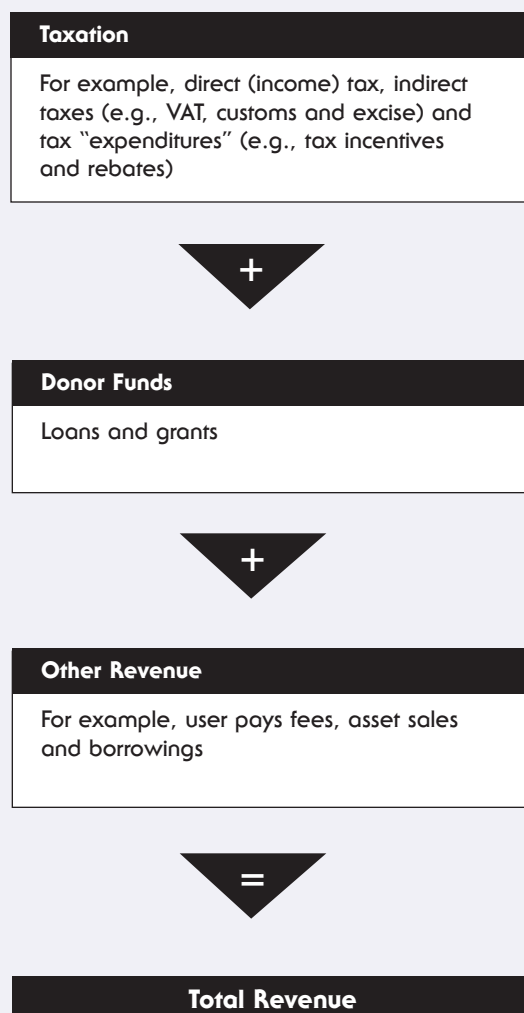 Taxation
For example, direct (income) tax, indirect
taxes (e.g., VAT, customs and excise) and
tax “expenditures” (e.g., tax incentives
and rebates)
+
Donor Funds
Loans and grants
+
Other Revenue
For example, user pays fees, asset sales
and borrowings
=
Total Revenue